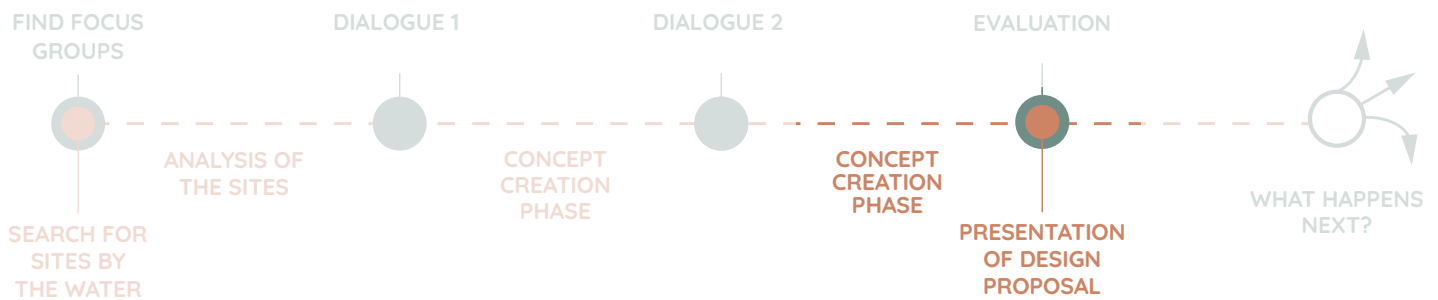 FIND FOCUS
GROUPS
DIALOGUE 1
DIALOGUE 2
EVALUATION
ANALYSIS OF
THE SITES
CONCEPT
CREATION
PHASE
CONCEPT
CREATION
PHASE
SEARCH FOR
SITES BY
THE WATER
PRESENTATION
OF DESIGN
PROPOSAL
WHAT HAPPENS
NEXT?